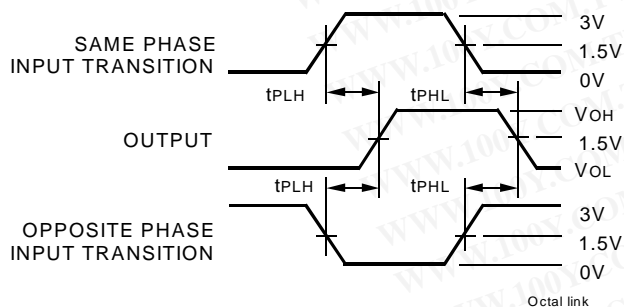 SAME PHASE
INPUT TRANSITION
3V
1.5V
0V
tPLH
tPHL
OUTPUT
VOH
1.5V
VOL
tPLH
tPHL
OPPOSITE PHASE
INPUT TRANSITION
3V
1.5V
0V
Octal link